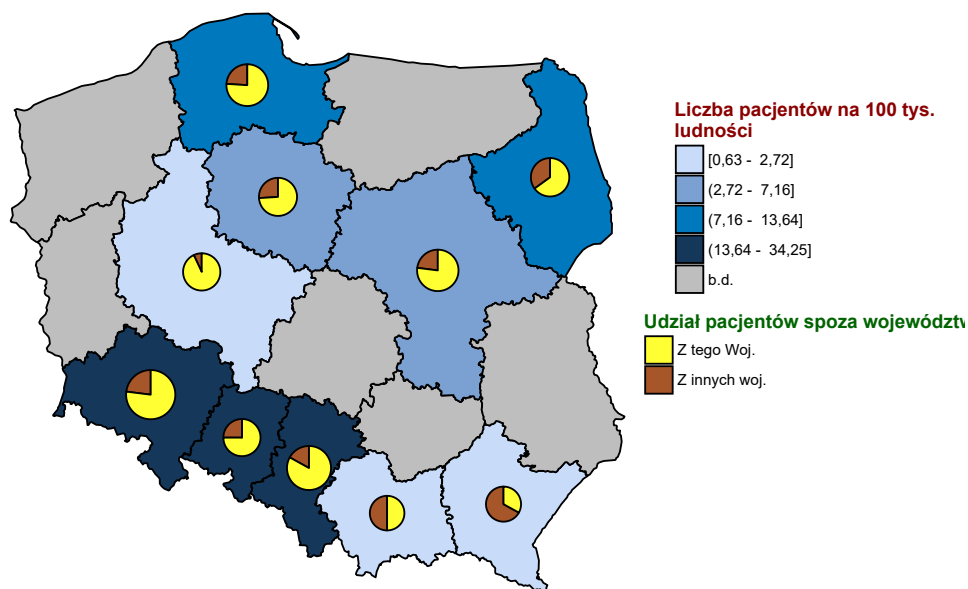 Liczba pacjentów na 100 tys.
ludności
[0,63 - 2,72]
(2,72 - 7,16]
(7,16 - 13,64]
(13,64 - 34,25]
b.d.
Udział pacjentów spoza województw
Z tego Woj.
Z innych woj.